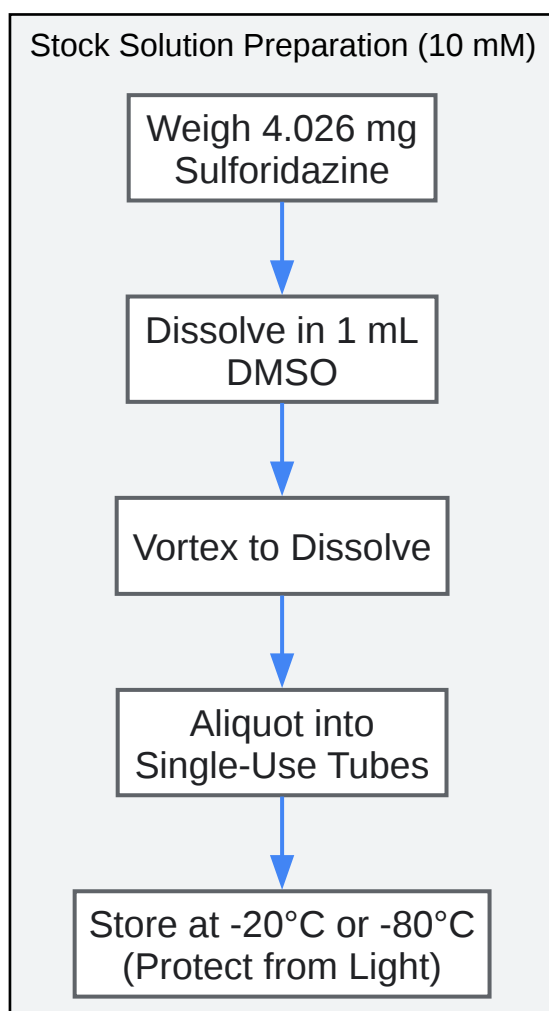 Stock Solution Preparation (10 mM)
Weigh 4.026 mg
Sulforidazine
Dissolve in 1 mL
DMSO
Vortex to Dissolve
Aliquot into
Single-Use Tubes
Store at -20°C or -80°C
(Protect from Light)